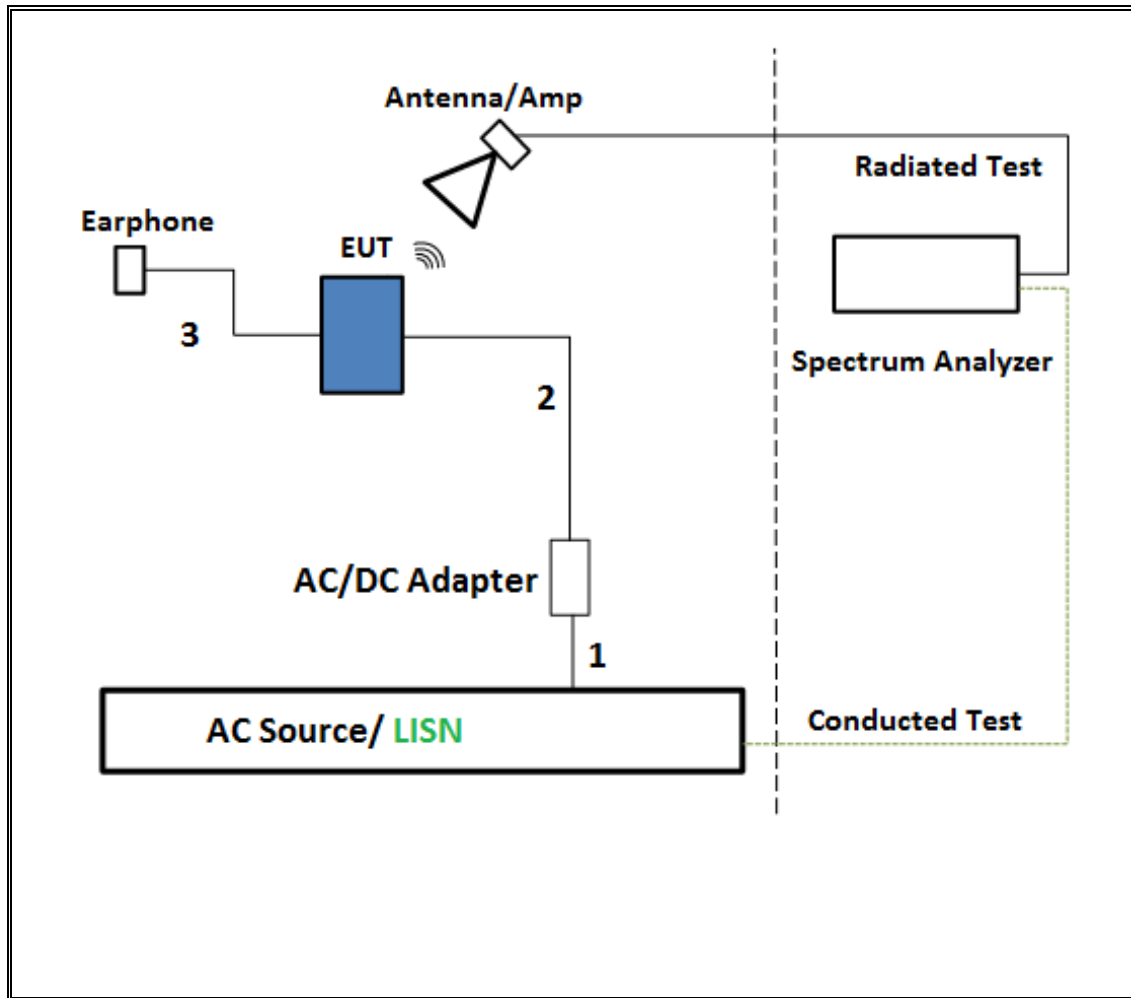 Antenna/Amp
Radiated Test
Earphone
EUT
3
Spectrum Analyzer
2
AC/DC Adapter
1
AC Source/ LISN
Conducted Test